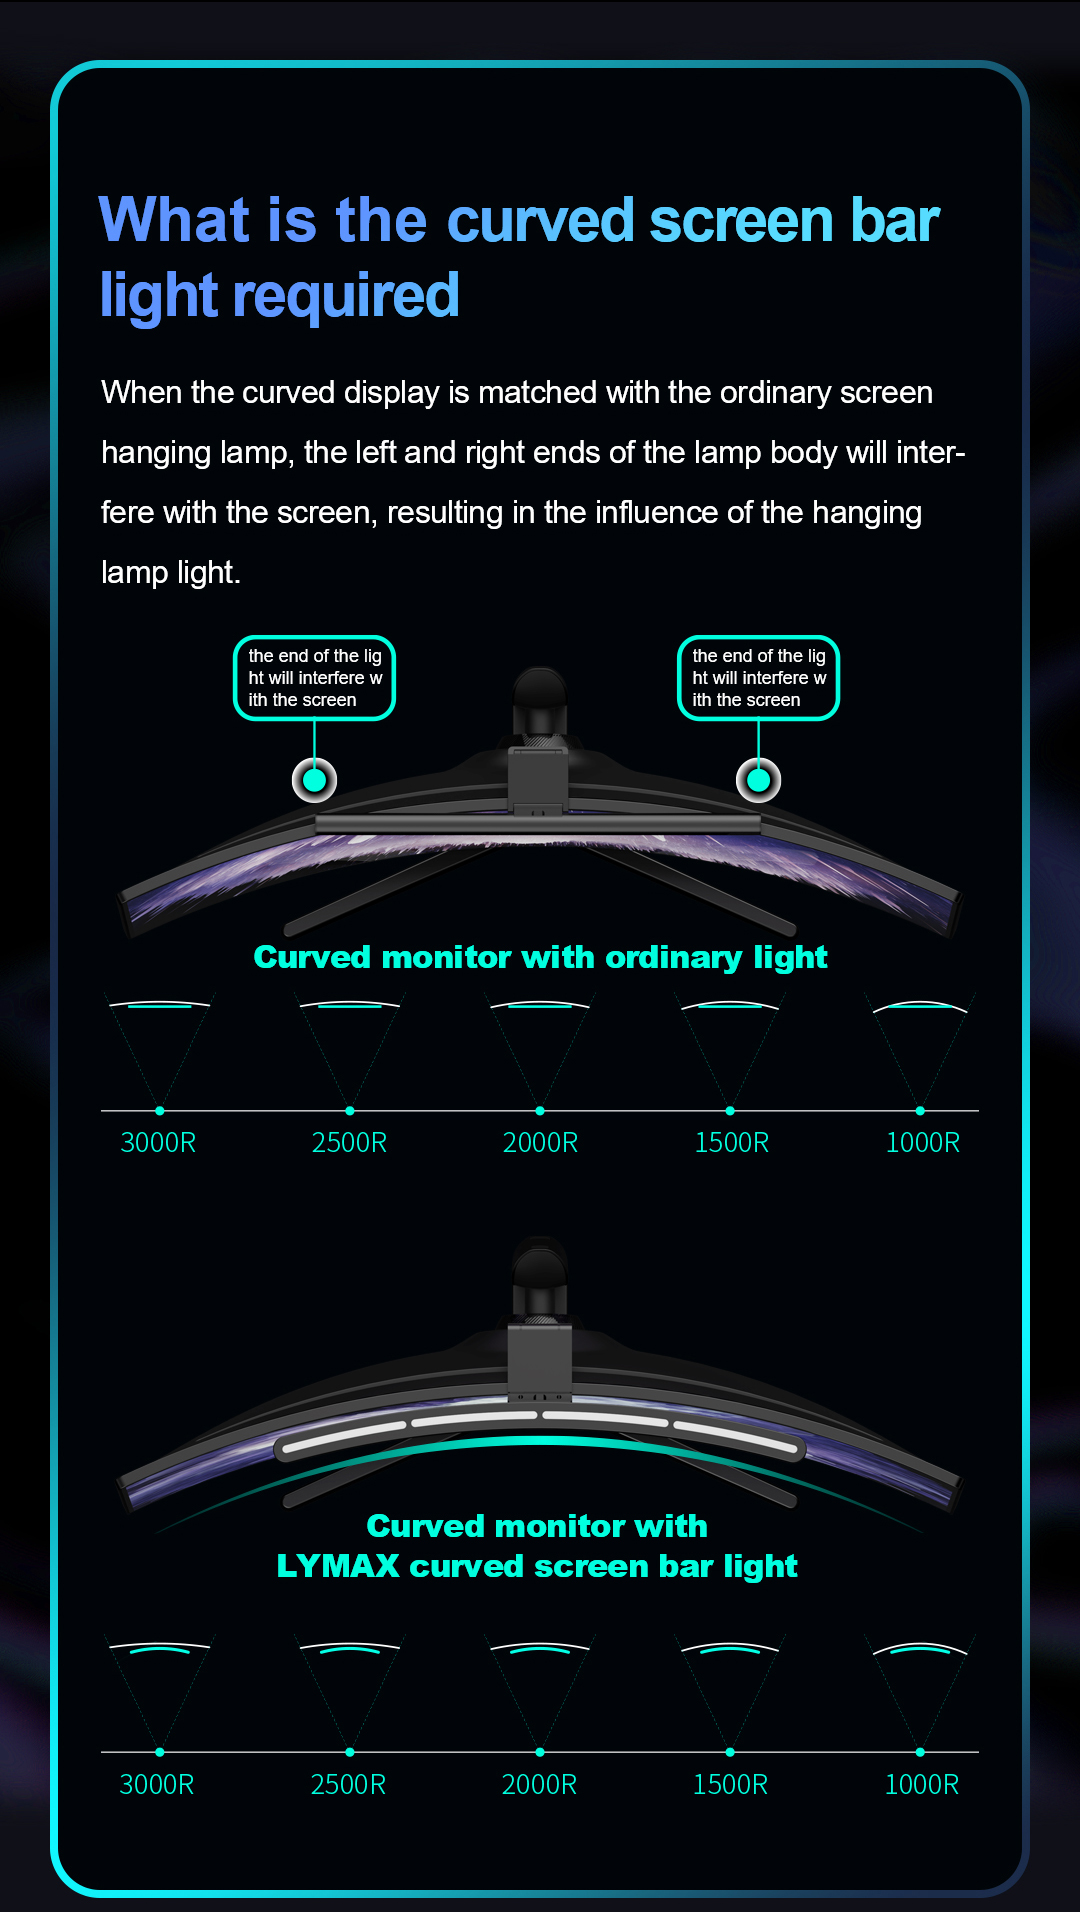 What is the curved screen bar
light required
When the curved display is matched with the ordinary screen
hanging lamp, the left and right ends of the lamp body will inter-
fere with the screen, resulting in the influence of the hanging
lamp light.
the end of the lig
ht will interfere w
ith the screen
the end of the lig
ht will interfere w
ith the screen
Curved monitor with ordinary light
3000R 2500R 2000R 1500R 1000R
Curved monitor with
LYMAX curved screen bar light
3000R 2500R 2000R 1500R 1000R